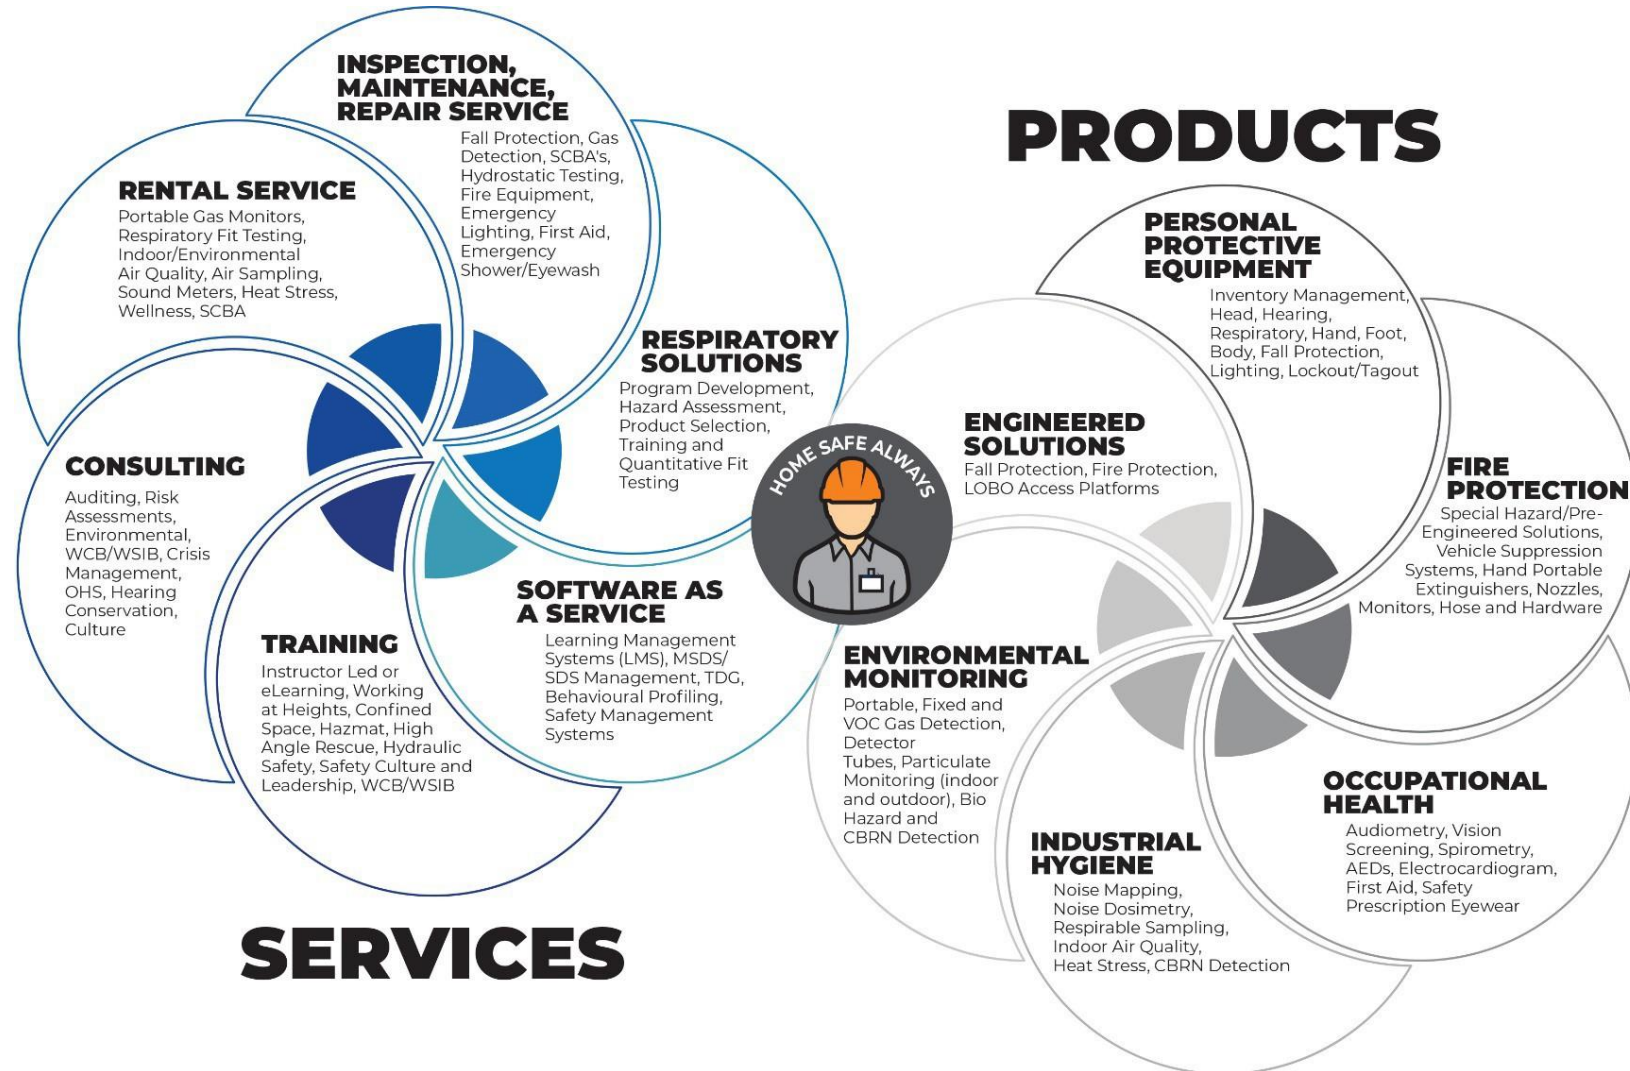 INSPECTION,
MAINTENANCE,
REPAIR SERVICE
Fall Protection, Gas
Detection, SCBA's,
Hydrostatic Testing,
Fire Equipment,
Emergency
Lighting, First Aid,
Emergency
Shower/Eyewash
RENTAL SERVICE
Portable Gas Monitors,
Respiratory Fit Testing,
Indoor/Environmental
Air Quality, Air Sampling,
Sound Meters, Heat Stress,
Wellness, SCBA
RESPIRATORY
SOLUTIONS
Program Development,
Hazard Assessment,
Product Selection,
Training and
Quantitative Fit
Testing
CONSULTING
Auditing, Risk
Assessments,
Environmental,
WCB/WSIB, Crisis
Management,
OHS, Hearing
Conservation,
Culture
TRAINING
Instructor Led or
eLearning, Working
at Heights, Confined
Space, Hazmat, High
Angle Rescue, Hydraulic
Safety, Safety Culture and
Leadership, WCB/WSIB
SOFTWARE AS
A SERVICE
Learning Management
Systems (LMS), MSDS/
SDS Management, TDG,
Behavioural Profiling,
Safety Management
Systems
SERVICES
HOME SAFE ALWAYS
PRODUCTS
PERSONAL
PROTECTIVE
EQUIPMENT
Inventory Management,
Head, Hearing,
Respiratory, Hand, Foot,
Body, Fall Protection,
Lighting, Lockout/Tagout
ENGINEERED
SOLUTIONS
Fall Protection, Fire Protection,
LOBO Access Platforms
FIRE
PROTECTION
Special Hazard/Pre-
Engineered Solutions,
Vehicle Suppression
Systems, Hand Portable
Extinguishers, Nozzles,
Monitors, Hose and Hardware
ENVIRONMENTAL
MONITORING
Portable, Fixed and
VOC Gas Detection,
Detector
Tubes, Particulate
Monitoring (indoor
and outdoor), Bio
Hazard and
CBRN Detection
OCCUPATIONAL
HEALTH
Audiometry, Vision
Screening, Spirometry,
AEDs, Electrocardiogram,
First Aid, Safety
Prescription Eyewear
INDUSTRIAL
HYGIENE
Noise Mapping,
Noise Dosimetry,
Respirable Sampling,
Indoor Air Quality,
Heat Stress, CBRN Detection